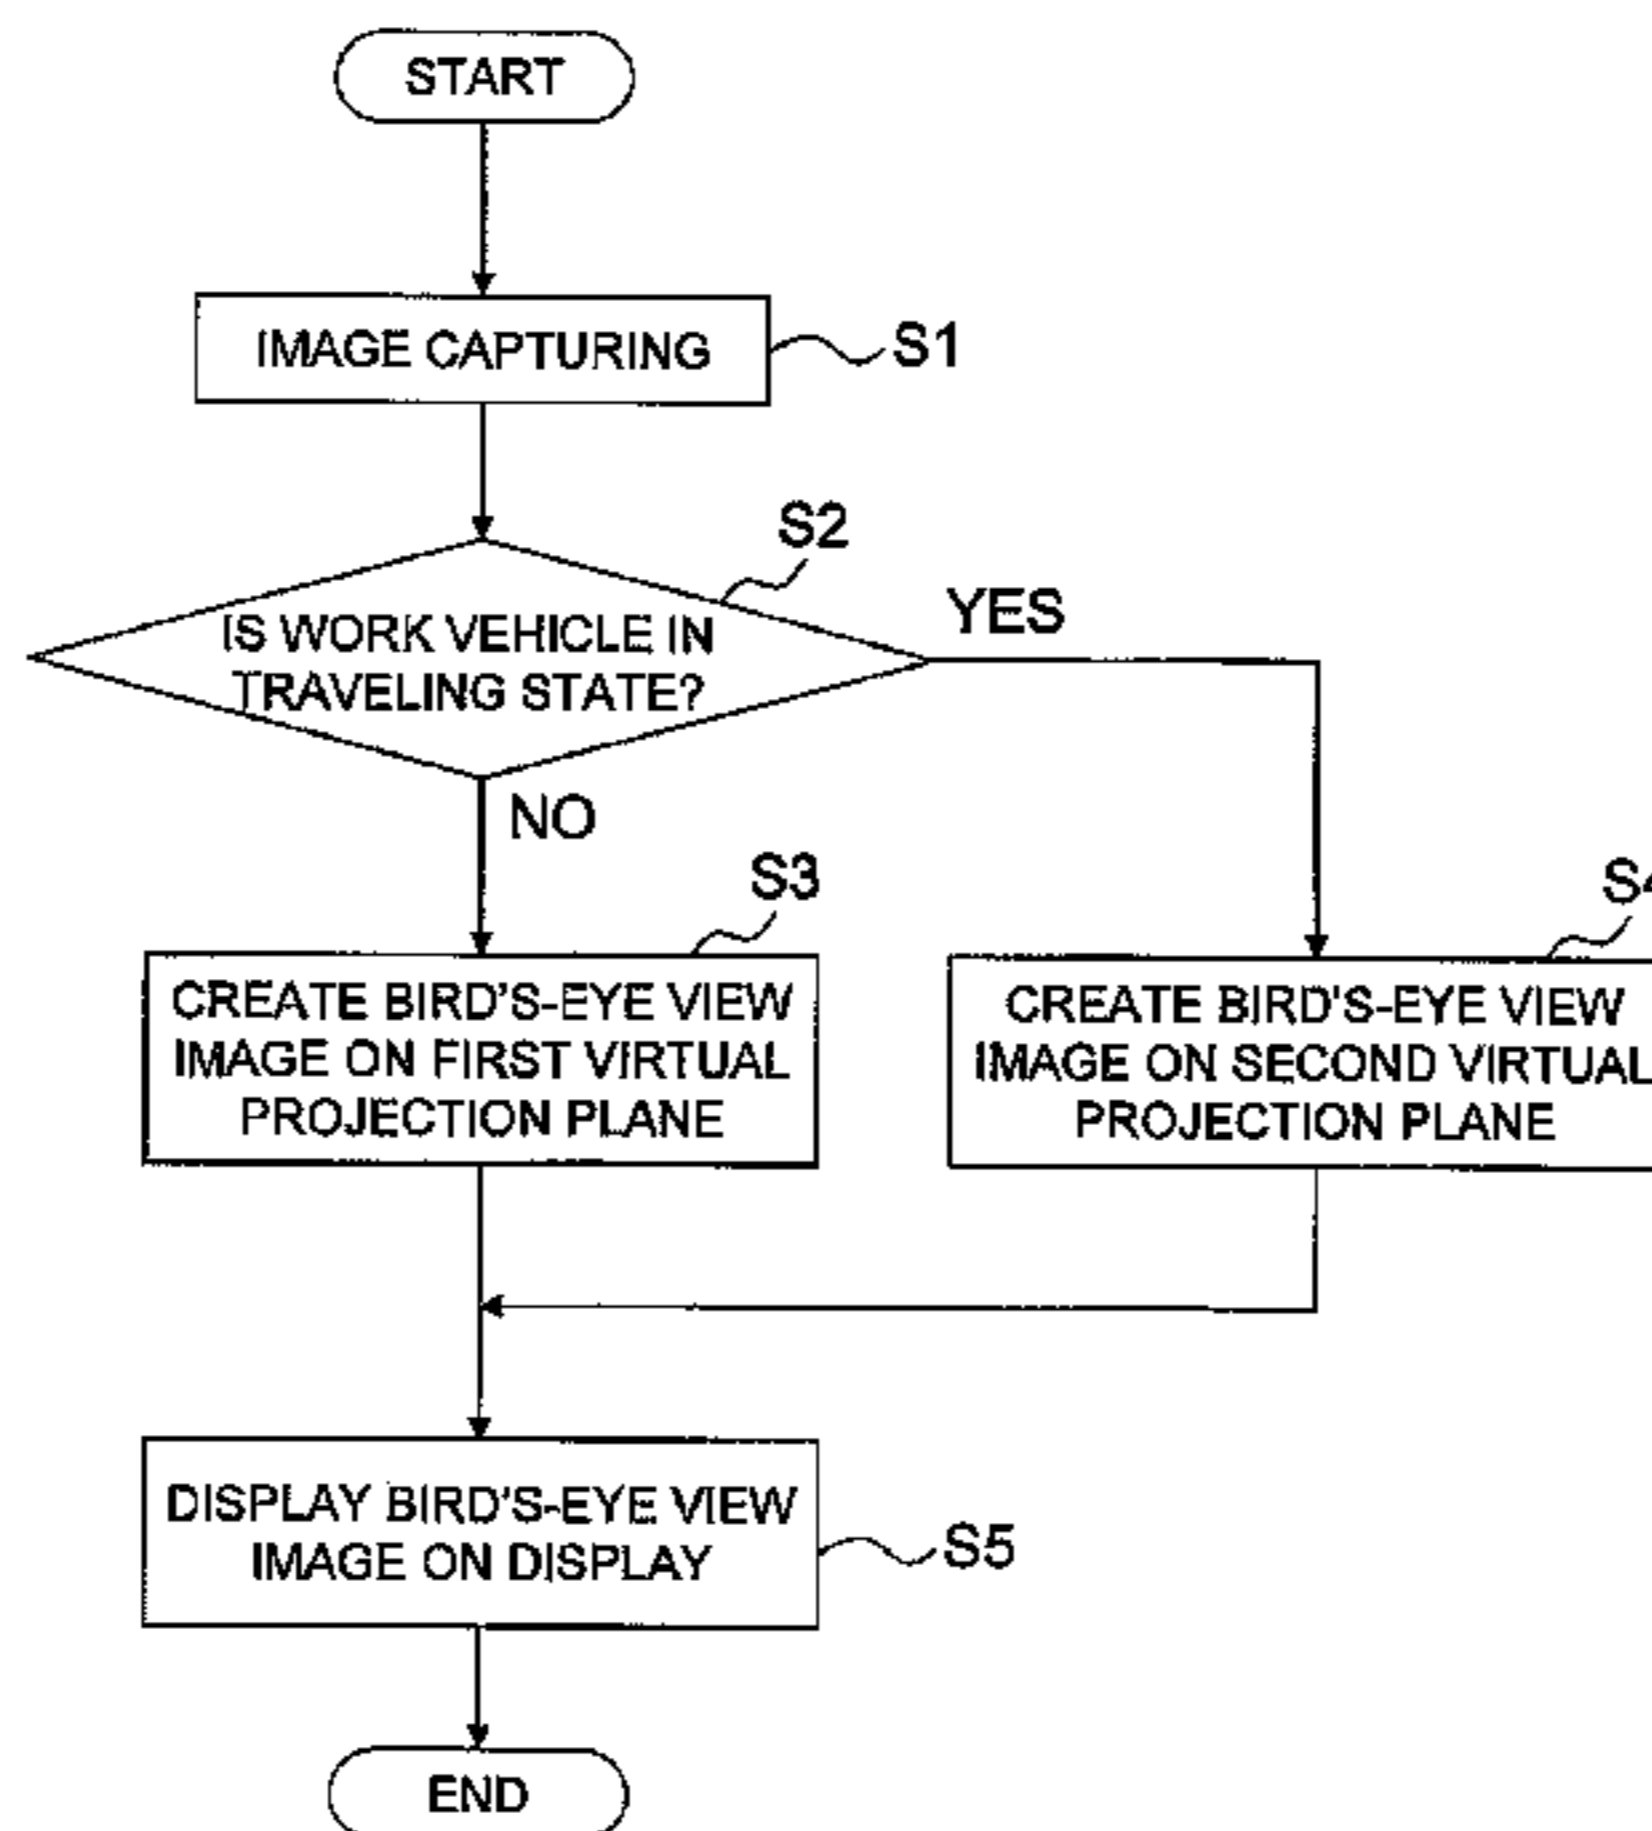 START
IMAGE CAPTURING
S1
S2
IS WORK VEHICLE IN
TRAVELING STATE?
YES
NO
S3
CREATE BIRD'S-EYE VIEW
IMAGE ON FIRST VIRTUAL
PROJECTION PLANE
S4
CREATE BIRD'S-EYE VIEW
IMAGE ON SECOND VIRTUAL
PROJECTION PLANE
DISPLAY BIRD'S-EYE VIEW
IMAGE ON DISPLAY
S5
END